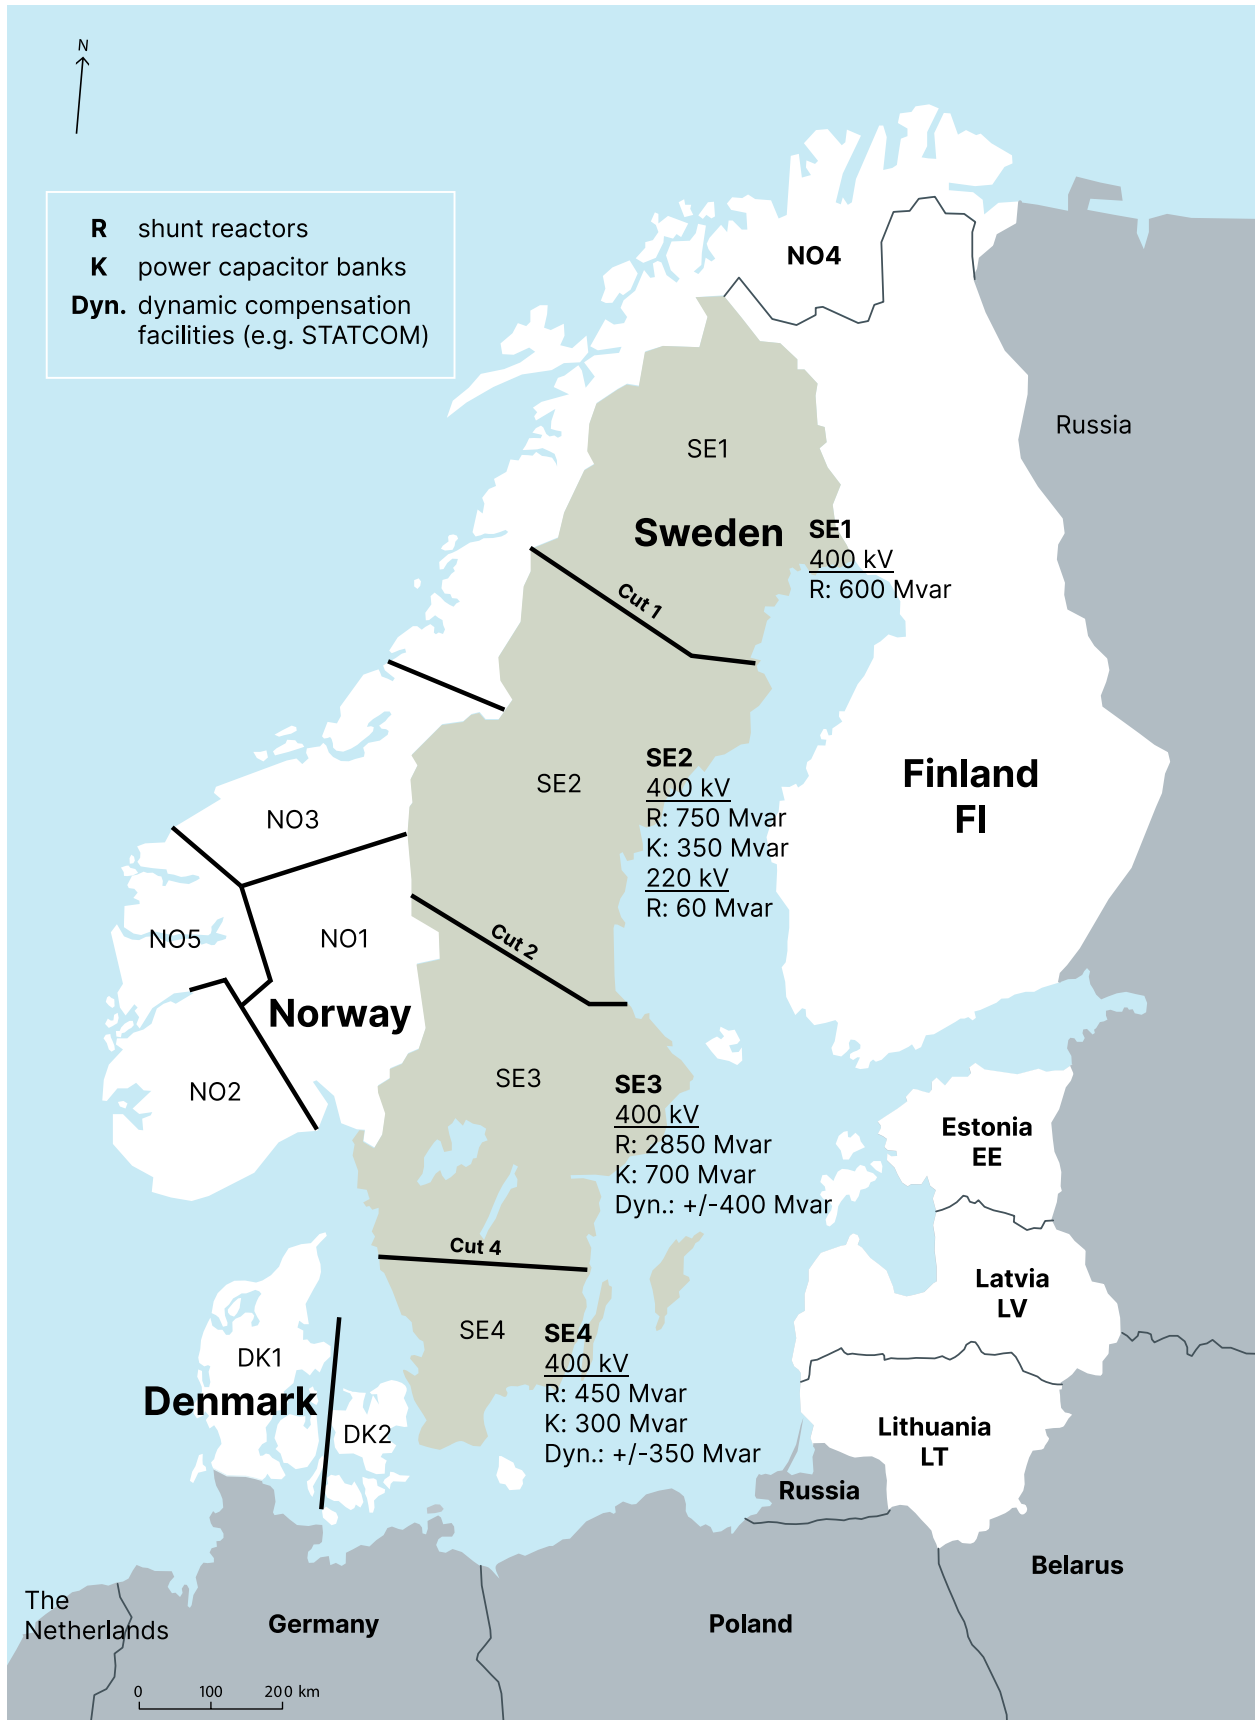 N
R shunt reactors
K power capacitor banks
Dyn. dynamic compensation
facilities (e.g. STATCOM)
NO4
Russia
SE1
Sweden
SE1
400 kV
R: 600 Mvar
Cut 1
SE2
SE2
400 kV
R: 750 Mvar
K: 350 Mvar
220 kV
R: 60 Mvar
Finland
FI
NO3
NO5
NO1
Cut 2
Norway
NO2
SE3
SE3
400 kV
R: 2850 Mvar
K: 700 Mvar
Dyn.: +/-400 Mvar
Estonia
EE
Cut 4
Latvia
LV
SE4
SE4
400 kV
R: 450 Mvar
K: 300 Mvar
Dyn.: +/-350 Mvar
DK1
Denmark
DK2
Lithuania
LT
Russia
Belarus
The
Netherlands
Germany
Poland
0 100 200 km